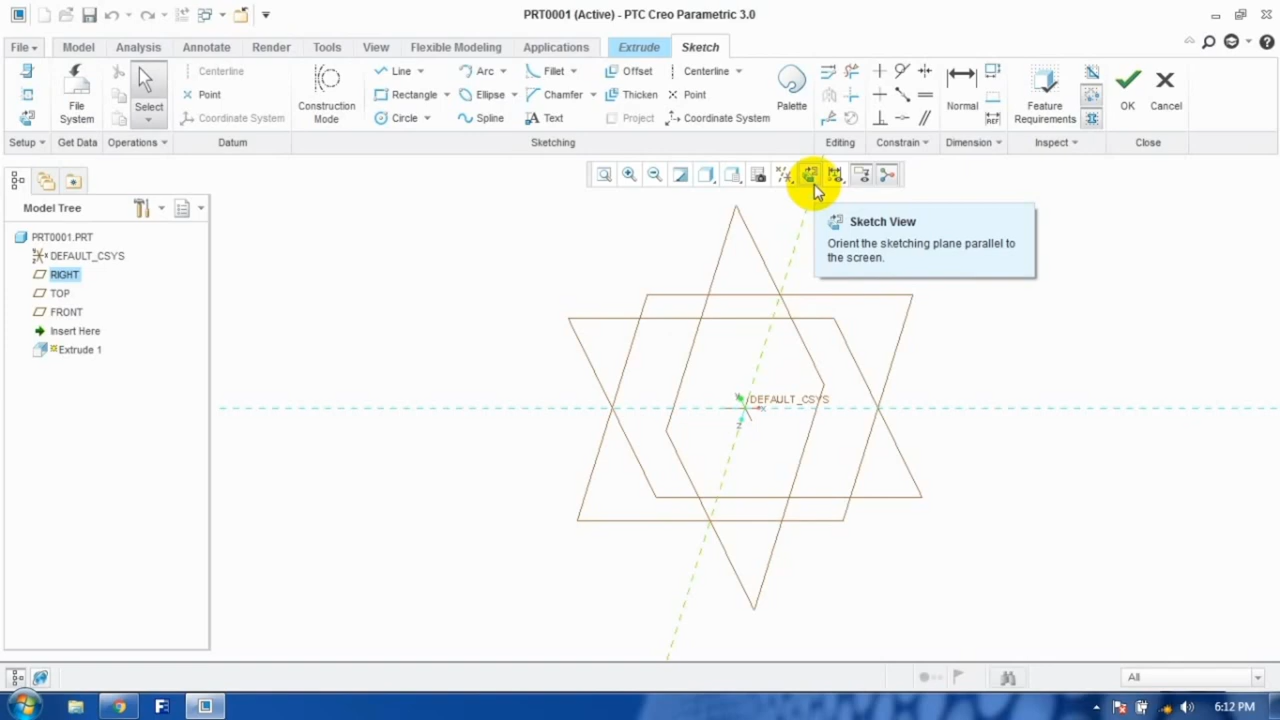 PRT0001 (Active) - PTC Creo Parametric 3.0
File Model Analysis Annotate Render Tools View Flexible Modeling Applications Extrude Sketch
Centerline Line Arc Fillet Offset Centerline
Point Rectangle Ellipse Chamfer Thicken Point
Coordinate System Circle Spline Text Project Coordinate System
File System
Select
Construction Mode
Palette
Normal
REF
Feature Requirements
OK
Cancel
Setup Get Data Operations Datum Sketching Editing Constrain Dimension Inspect Close
Model Tree
Sketch View
Orient the sketching plane parallel to
the screen.
PRT0001.PRT
DEFAULT_CSYS
RIGHT
TOP
FRONT
Insert Here
Extrude 1
DEFAULT_CSYS
X
Z
All
6:12 PM